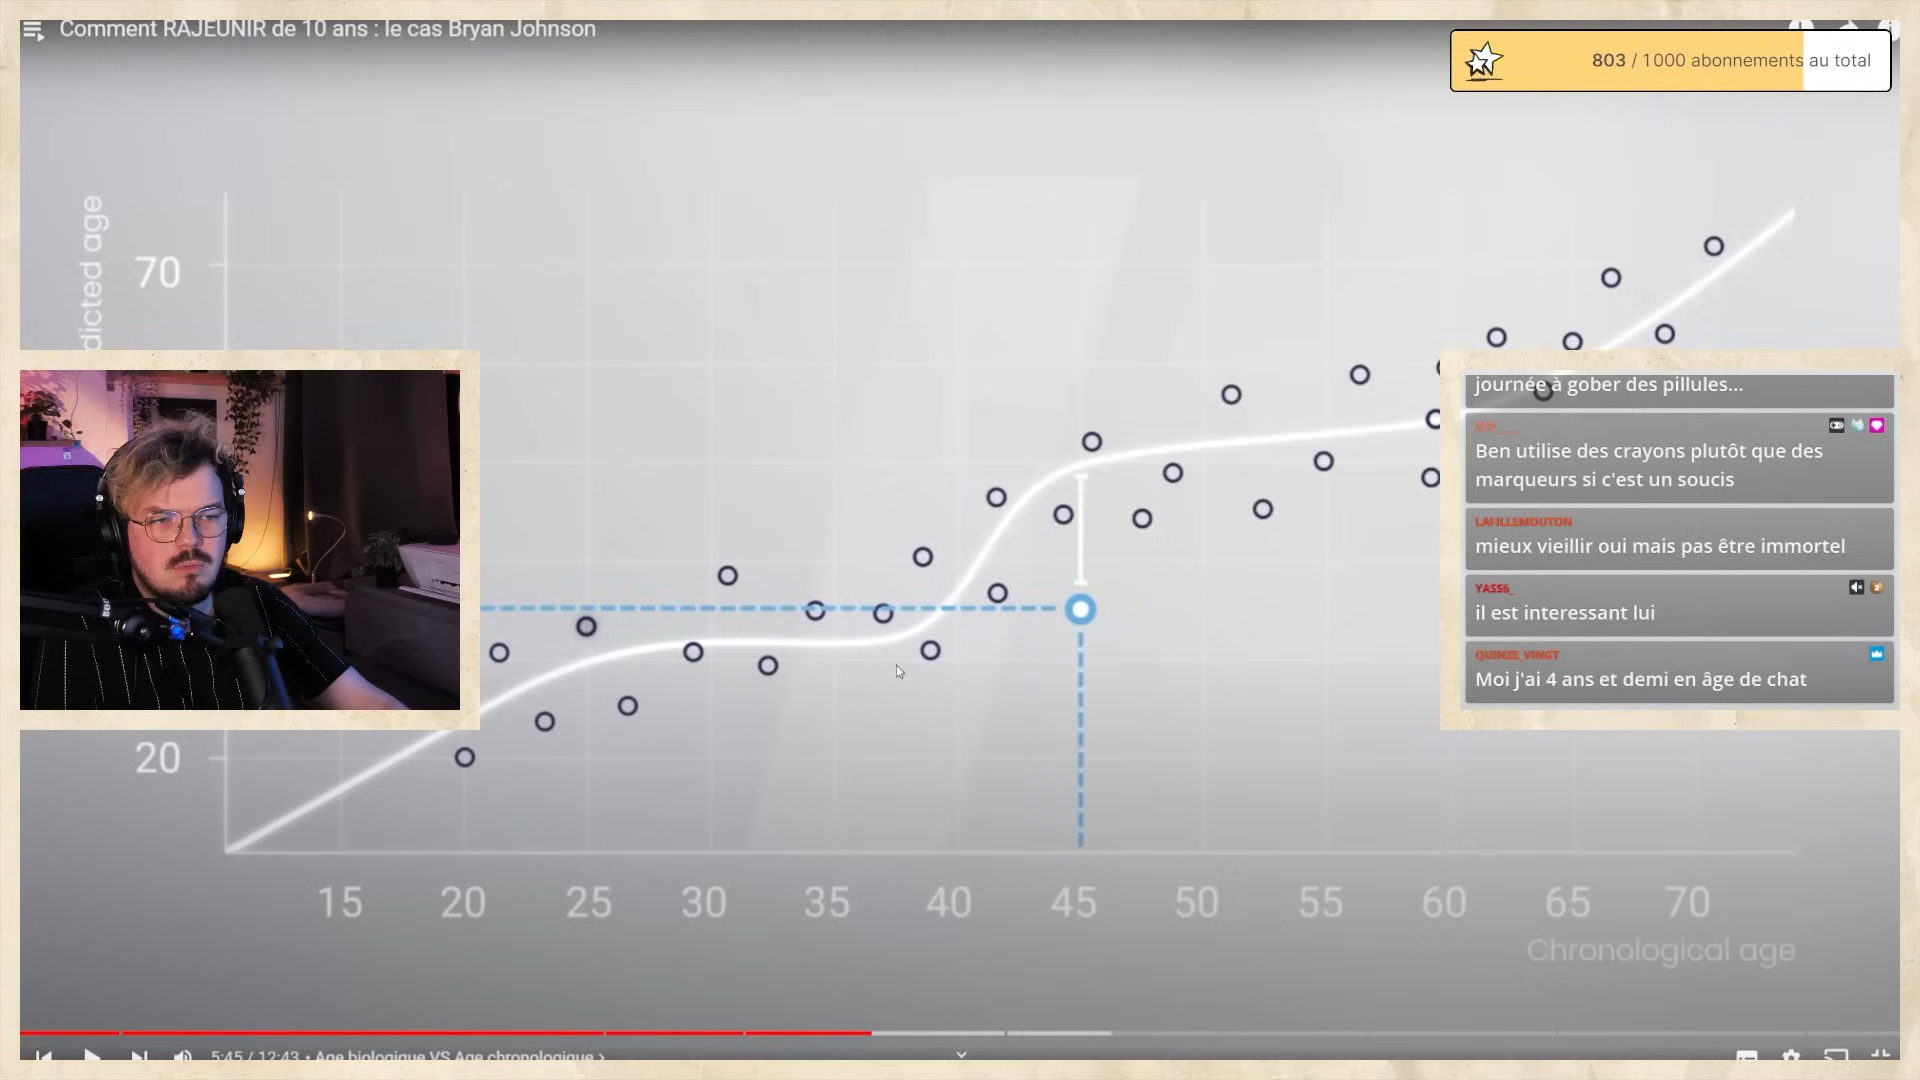 Comment RAJEUNIR de 10 ans : le cas Bryan Johnson
803 / 1000 abonnements au total
dicted age
70
20
15 20 25 30 35 40 45 50 55 60 65 70
Chronological age
journée à gober des pillules...
Ben utilise des crayons plutôt que des
marqueurs si c'est un soucis
LAFILLEMOUTON
mieux vieillir oui mais pas être immortel
YASS6_
il est interessant lui
QUINZE_VINGT
Moi j'ai 4 ans et demi en âge de chat
5:45 / 12:43 • Age biologique VS Age chronologique ›